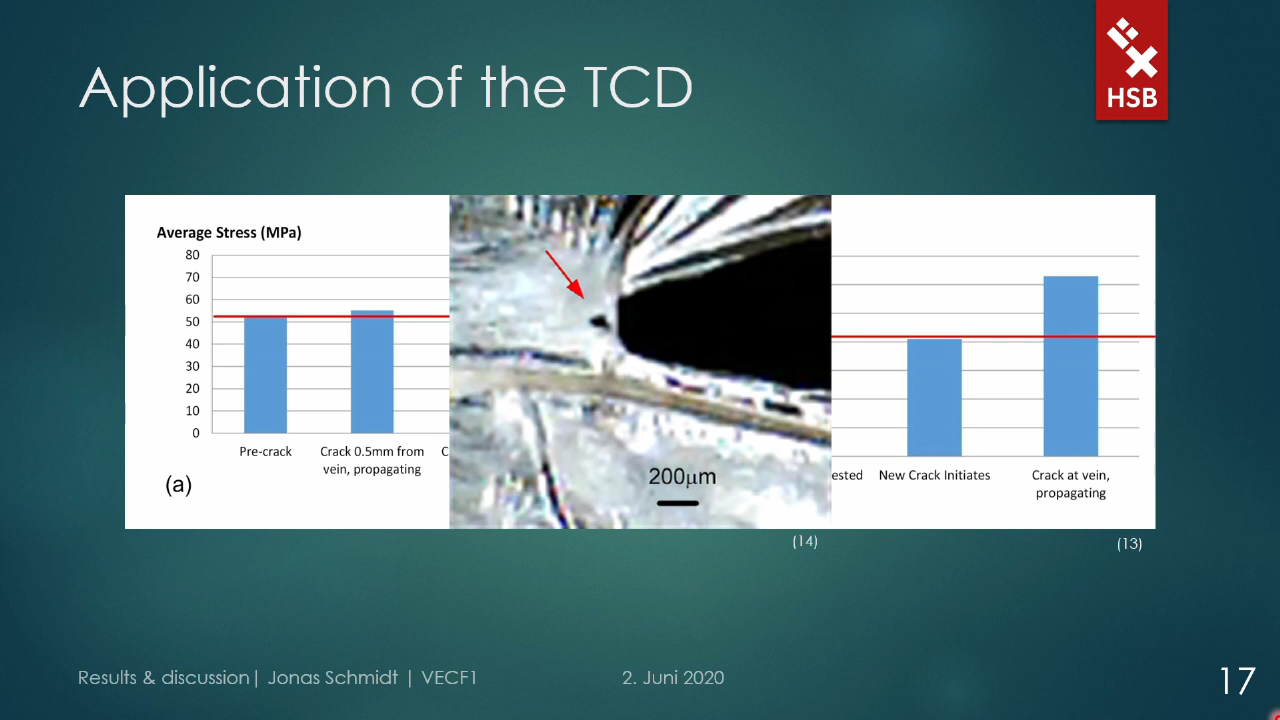 Application of the TCD
HSB
Average Stress (MPa)
80
70
60
50
40
30
20
10
0
Pre-crack
Crack 0.5mm from
vein, propagating
C
(a)
200μm
ested
New Crack Initiates
Crack at vein,
propagating
(14)
(13)
Results & discussion| Jonas Schmidt | VECF1
2. Juni 2020
17